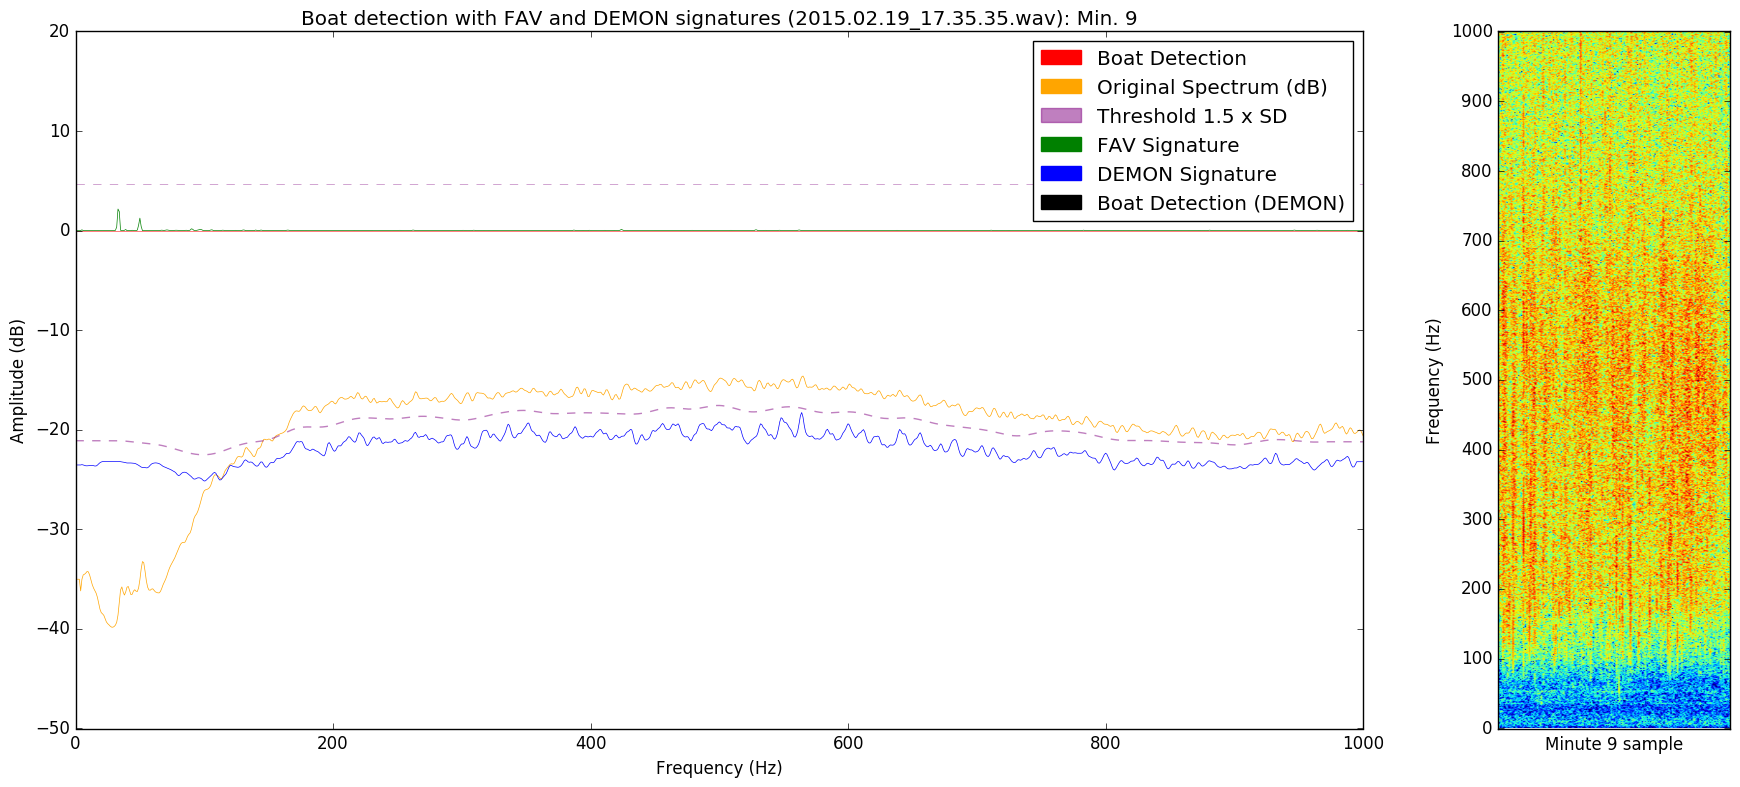 Boat detection with FAV and DEMON signatures (2015.02.19_17.35.35.wav): Min. 9
20
10
0
−10
−20
−30
−40
−50
Amplitude (dB)
Boat Detection
Original Spectrum (dB)
Threshold 1.5 x SD
FAV Signature
DEMON Signature
Boat Detection (DEMON)
0 200 400 600 800 1000
Frequency (Hz)
1000
900
800
700
600
500
400
300
200
100
0
Frequency (Hz)
Minute 9 sample